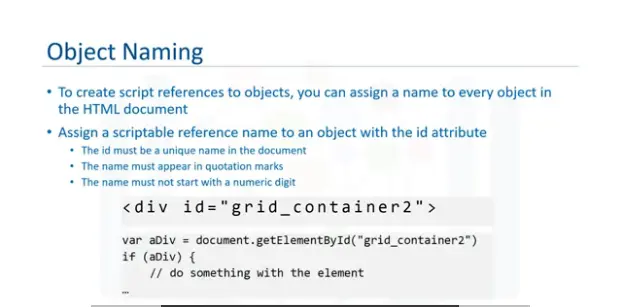 Object Naming
• To create script references to objects, you can assign a name to every object in
the HTML document
• Assign a scriptable reference name to an object with the id attribute
• The id must be a unique name in the document
• The name must appear in quotation marks
• The name must not start with a numeric digit
<div id="grid_container2">
var aDiv = document.getElementById("grid_container2")
if (aDiv) {
// do something with the element
…